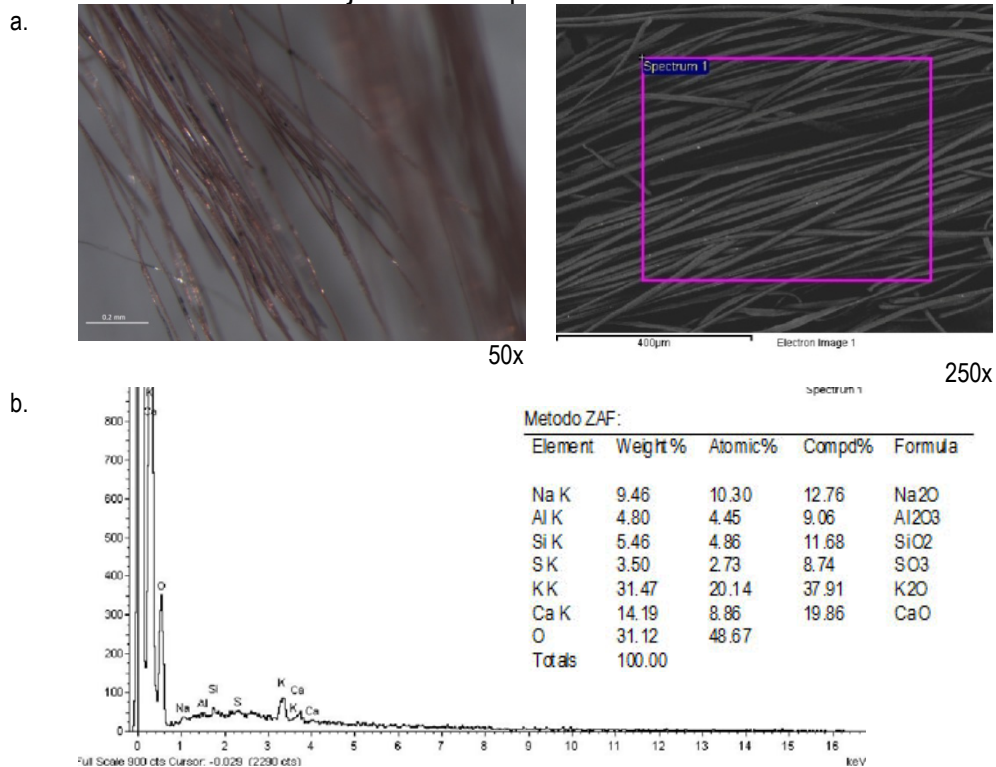 a.
0.2 mm
50x
Spectrum 1
400µm Electron Image 1
250x
b.
Spectrum 1
800
700
600
500
400
300
200
100
0
K
Ca
O
Na Al Si S K K Ca Ca
0 1 2 3 4 5 6 7 8 9 10 11 12 13 14 15 16
Full Scale 900 cts Cursor: -0.029 (2290 cts) keV
Metodo ZAF:
Element Weight% Atomic% Compd% Formula
Na K 9.46 10.30 12.76 Na2O
Al K 4.80 4.45 9.06 Al2O3
Si K 5.46 4.86 11.68 SiO2
S K 3.50 2.73 8.74 SO3
K K 31.47 20.14 37.91 K2O
Ca K 14.19 8.86 19.86 CaO
O 31.12 48.67
Totals 100.00